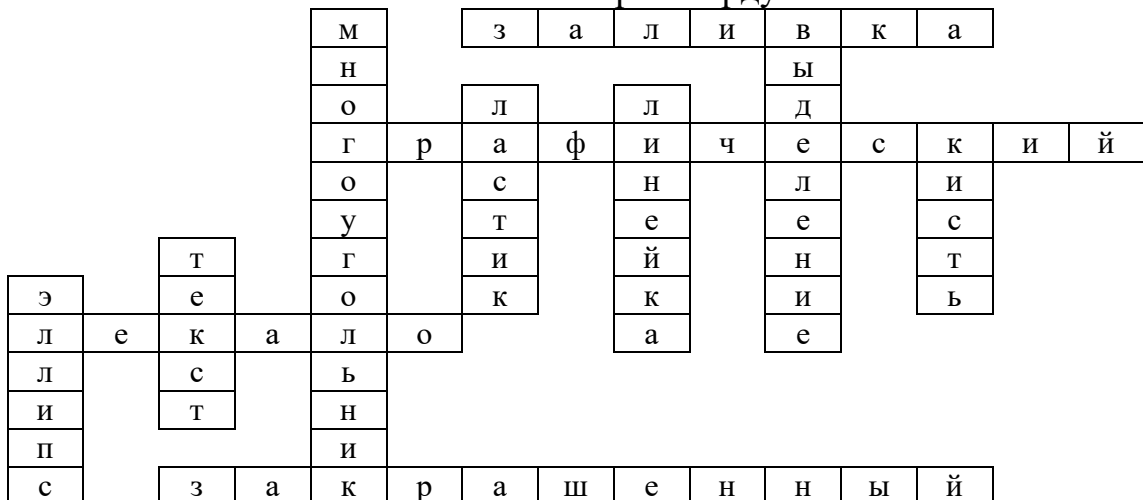 м з а л и в к а
н ы
о л л д
г р а ф и ч е с к и й
о с н л и
у т е е с
т г и й н т
э е о к к и ь
л е к а л о а е
л с ь
и т н
п и
с з а к р а ш е н н ы й